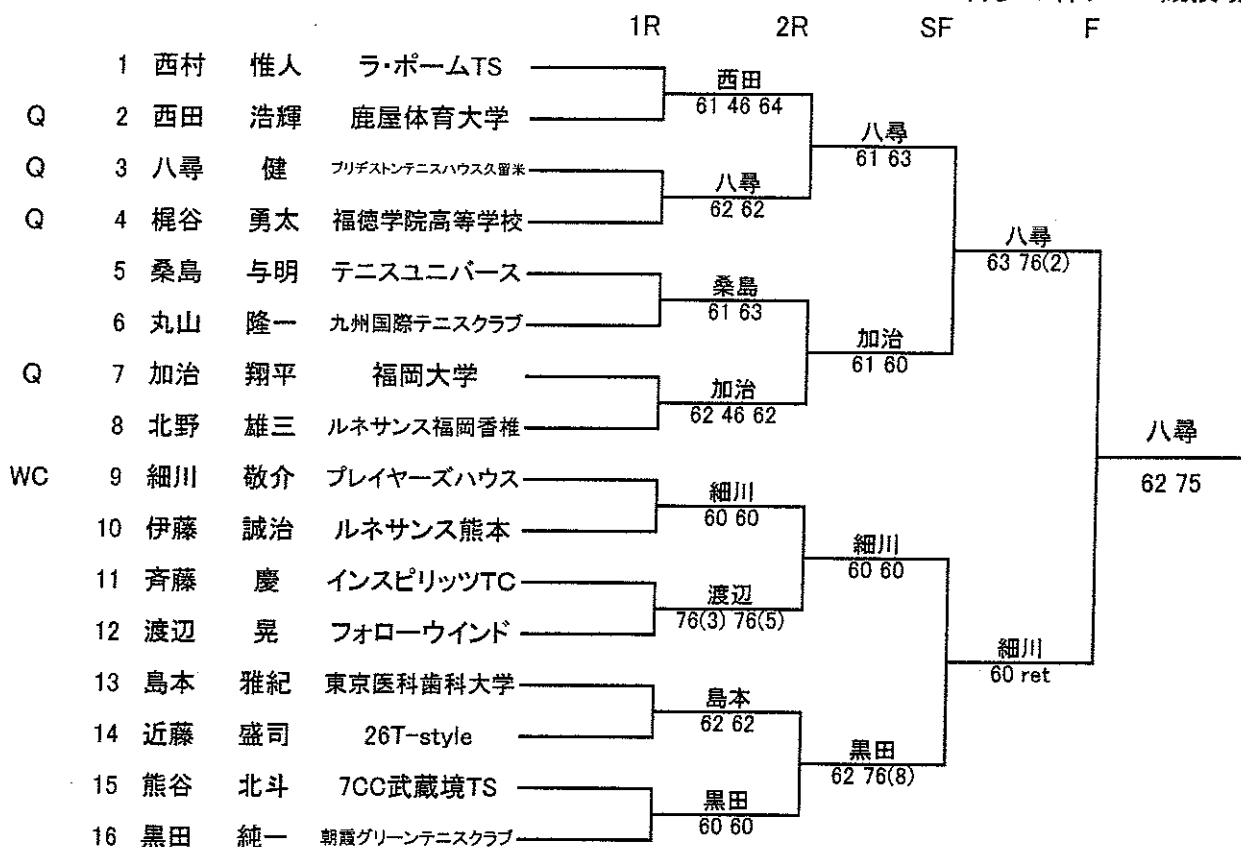 1R 2R SF F
1 西村 惟人 ラ・ポームTS
西田
61 46 64
Q 2 西田 浩輝 鹿屋体育大学
八尋
61 63
Q 3 八尋 健 ブリヂストンテニスハウス久留米
八尋
62 62
Q 4 梶谷 勇太 福徳学院高等学校
八尋
63 76(2)
5 桑島 与明 テニスユニバース
桑島
61 63
6 丸山 隆一 九州国際テニスクラブ
加治
61 60
Q 7 加治 翔平 福岡大学
加治
62 46 62
8 北野 雄三 ルネサンス福岡香椎
八尋
62 75
WC 9 細川 敬介 プレイヤーズハウス
細川
60 60
10 伊藤 誠治 ルネサンス熊本
細川
60 60
11 斉藤 慶 インスピリッツTC
渡辺
76(3) 76(5)
12 渡辺 晃 フォローウインド
細川
60 ret
13 島本 雅紀 東京医科歯科大学
島本
62 62
14 近藤 盛司 26T-style
黒田
62 76(8)
15 熊谷 北斗 7CC武蔵境TS
黒田
60 60
16 黒田 純一 朝霞グリーンテニスクラブ